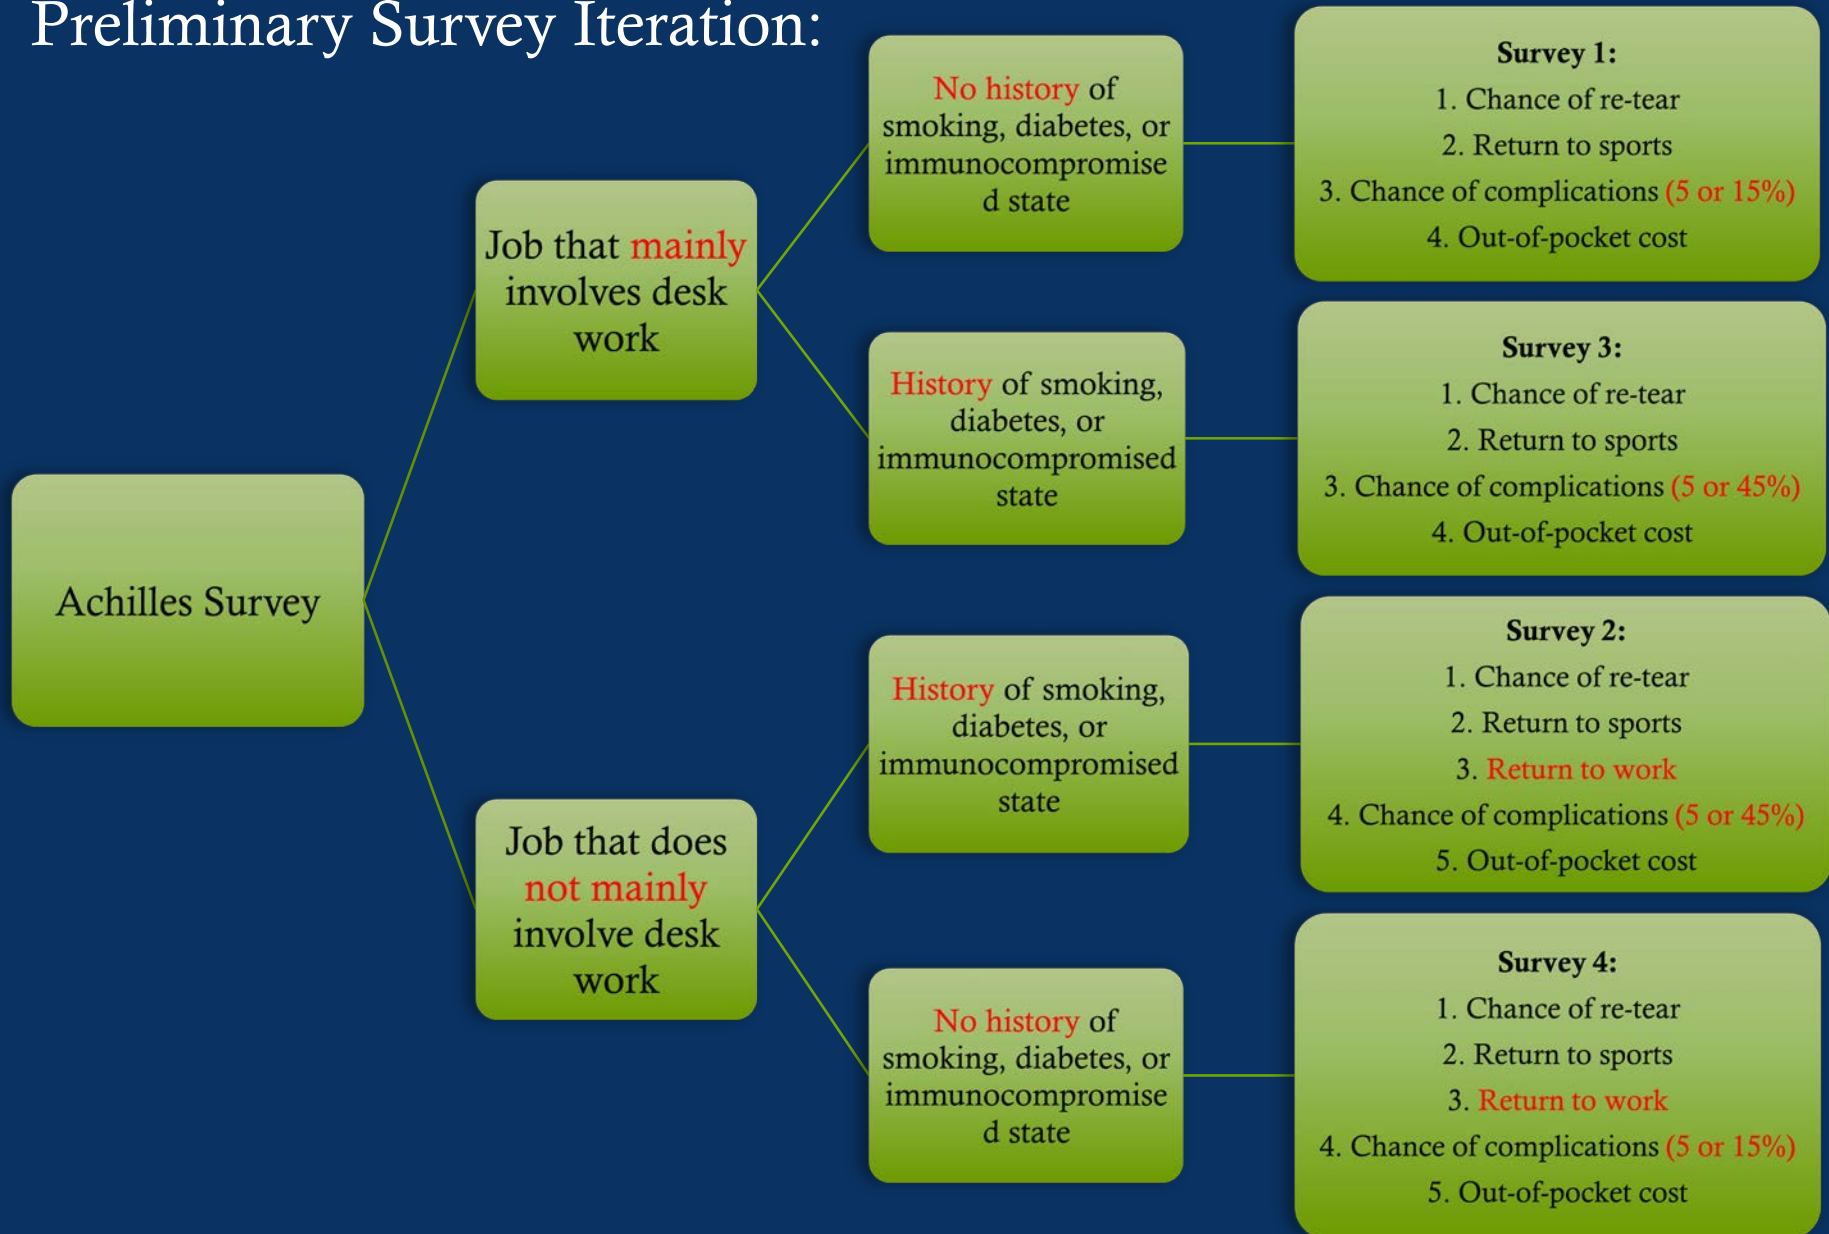 Preliminary Survey Iteration:
Achilles Survey
Job that mainly
involves desk
work
No history of
smoking, diabetes, or
immunocompromise
d state
Survey 1:
1. Chance of re-tear
2. Return to sports
3. Chance of complications (5 or 15%)
4. Out-of-pocket cost
History of smoking,
diabetes, or
immunocompromised
state
Survey 3:
1. Chance of re-tear
2. Return to sports
3. Chance of complications (5 or 45%)
4. Out-of-pocket cost
Job that does
not mainly
involve desk
work
History of smoking,
diabetes, or
immunocompromised
state
Survey 2:
1. Chance of re-tear
2. Return to sports
3. Return to work
4. Chance of complications (5 or 45%)
5. Out-of-pocket cost
No history of
smoking, diabetes, or
immunocompromise
d state
Survey 4:
1. Chance of re-tear
2. Return to sports
3. Return to work
4. Chance of complications (5 or 15%)
5. Out-of-pocket cost